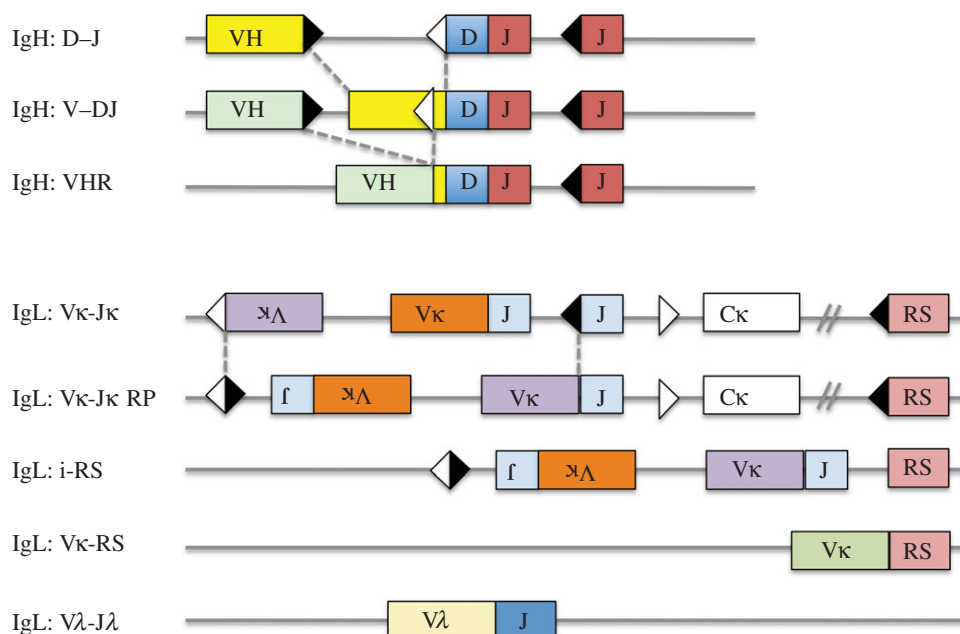 IgH: D–J VH D J J
IgH: V–DJ VH D J J
IgH: VHR VH D J J
IgL: Vκ-Jκ Vκ Vκ J J Cκ // RS
IgL: Vκ-Jκ RP J Vκ Vκ J Cκ // RS
IgL: i-RS J Vκ Vκ J RS
IgL: Vκ-RS Vκ RS
IgL: Vλ-Jλ Vλ J